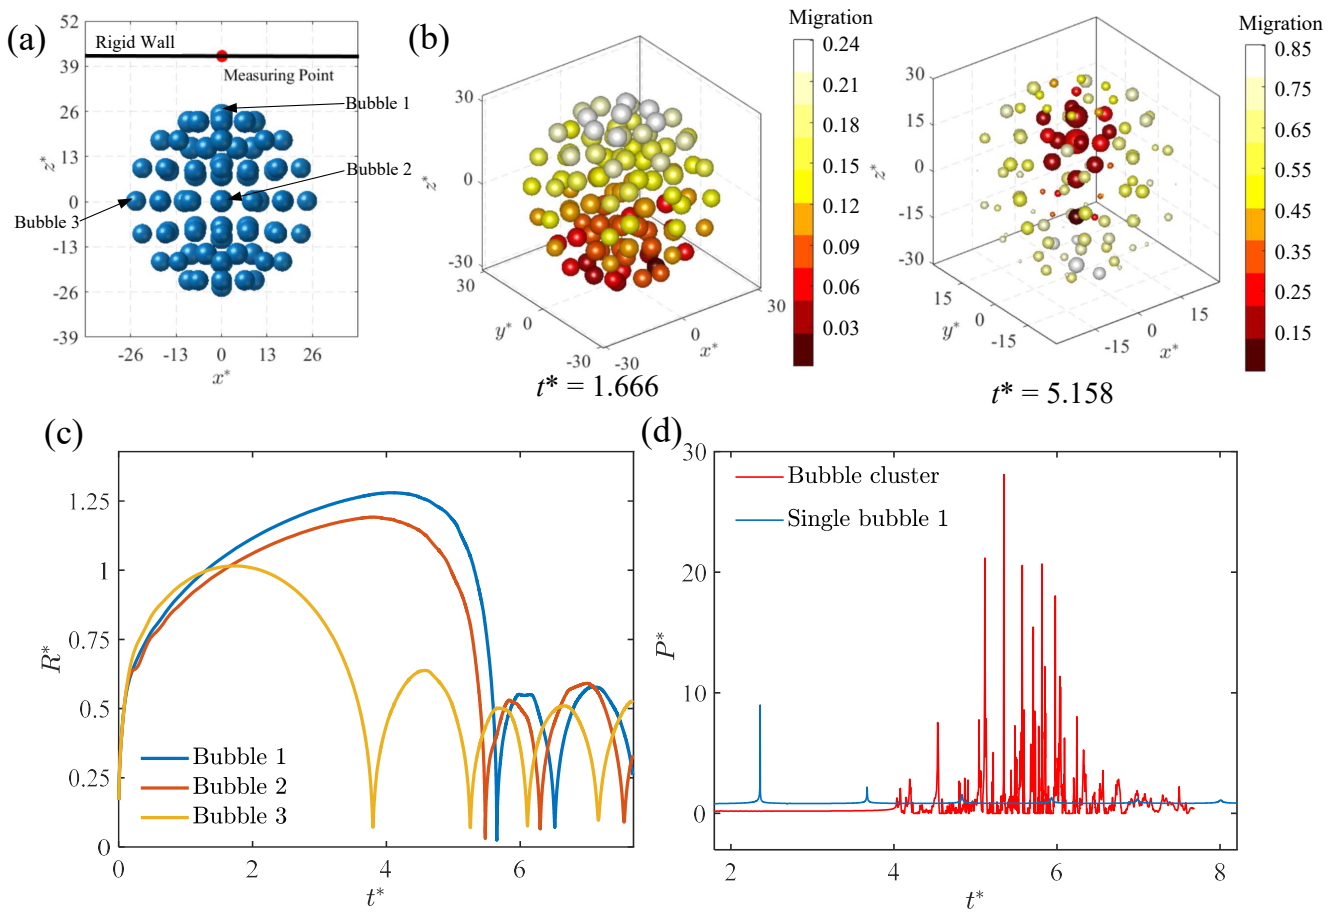 (a)
52
39
26
13
0
-13
-26
-39
z*
-26 -13 0 13 26
x*
Rigid Wall
Measuring Point
Bubble 1
Bubble 2
Bubble 3
(b)
30
15
0
-15
-30
z*
30
0
-30
y*
-30
0
30
x*
Migration
0.24
0.21
0.18
0.15
0.12
0.09
0.06
0.03
t* = 1.666
30
15
0
-15
-30
z*
15
0
-15
y*
-15
0
15
x*
Migration
0.85
0.75
0.65
0.55
0.45
0.35
0.25
0.15
t* = 5.158
(c)
1.25
1
0.75
0.5
0.25
0
R*
0 2 4 6
t*
Bubble 1
Bubble 2
Bubble 3
(d)
30
20
10
0
P*
2 4 6 8
t*
Bubble cluster
Single bubble 1